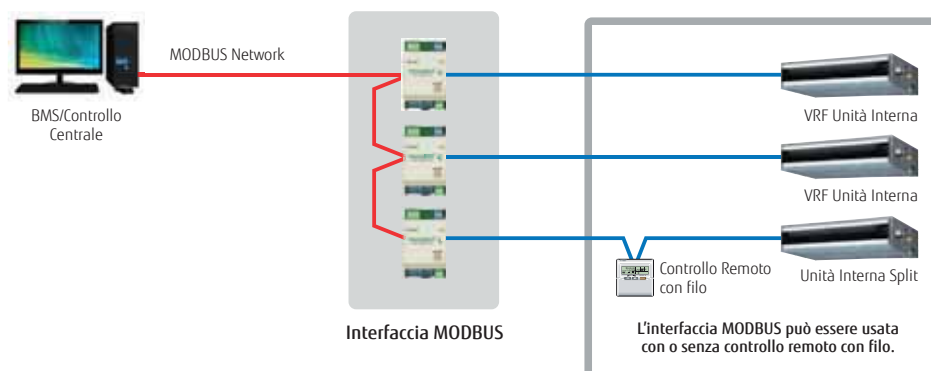 MODBUS Network
BMS/Controllo
Centrale
VRF Unità Interna
VRF Unità Interna
Controllo Remoto
con filo
Unità Interna Split
Interfaccia MODBUS
L'interfaccia MODBUS può essere usata
con o senza controllo remoto con filo.